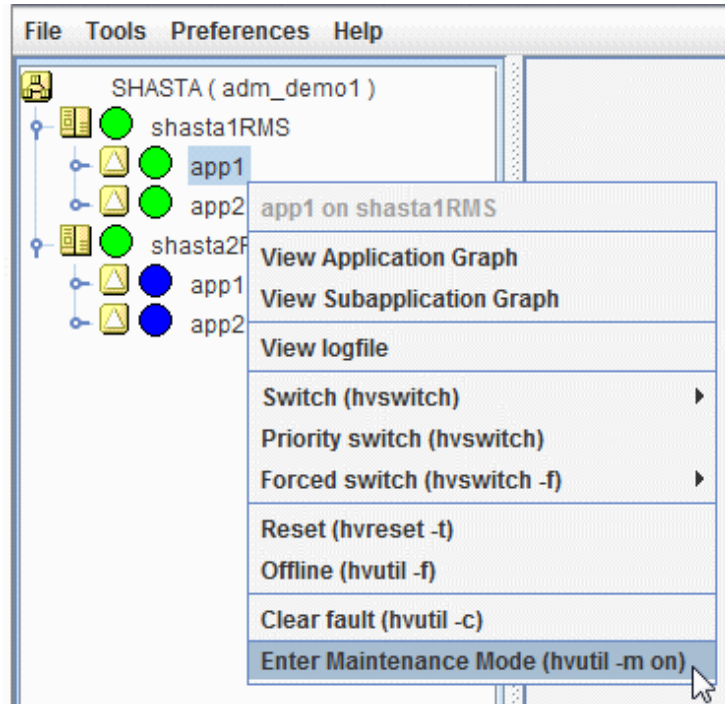 File Tools Preferences Help
SHASTA ( adm_demo1 )
shasta1RMS
app1
app2
shasta2
app1
app2
app1 on shasta1RMS
View Application Graph
View Subapplication Graph
View logfile
Switch (hvswitch)
Priority switch (hvswitch)
Forced switch (hvswitch -f)
Reset (hvreset -t)
Offline (hvutil -f)
Clear fault (hvutil -c)
Enter Maintenance Mode (hvutil -m on)